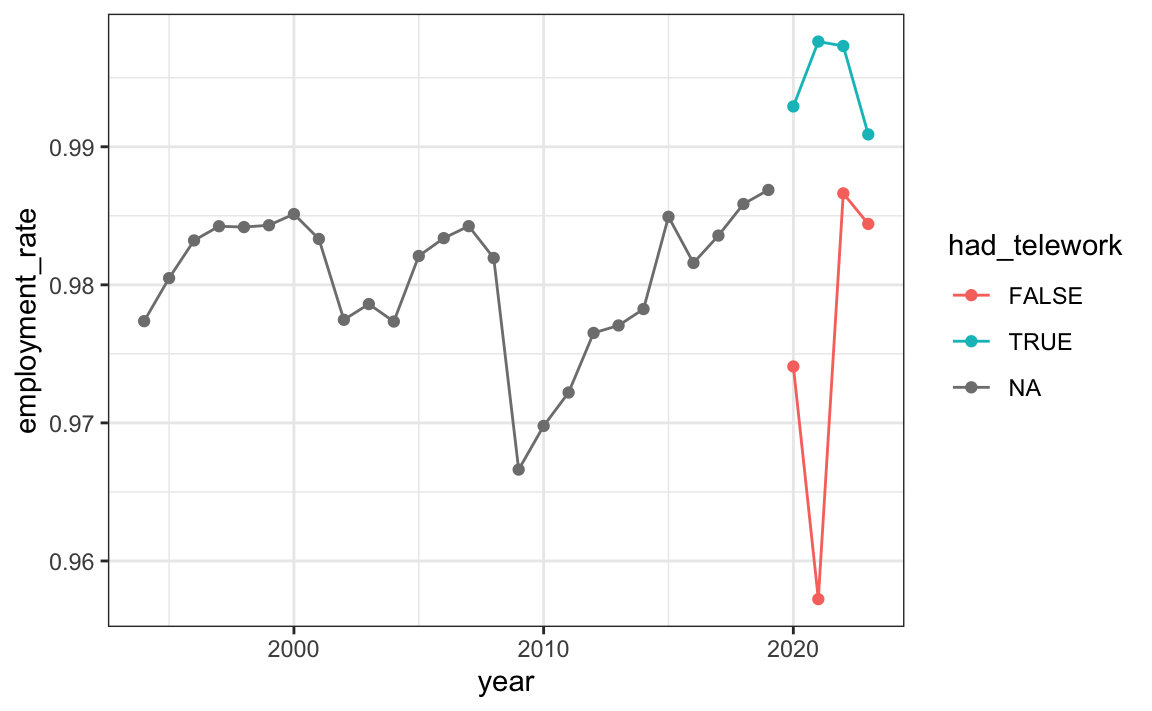 employment_rate
0.99
0.98
0.97
0.96
2000 2010 2020
year
had_telework
FALSE
TRUE
NA